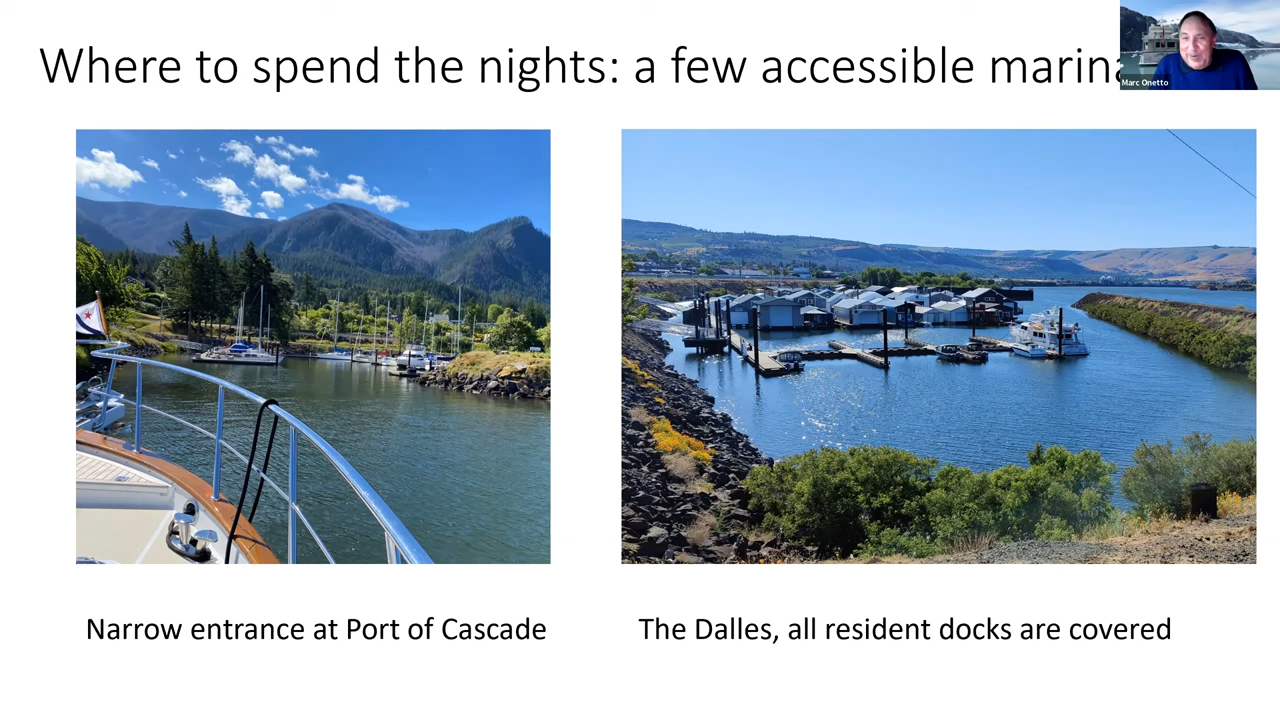 Where to spend the nights: a few accessible marina
Marc Onetto
Narrow entrance at Port of Cascade
The Dalles, all resident docks are covered